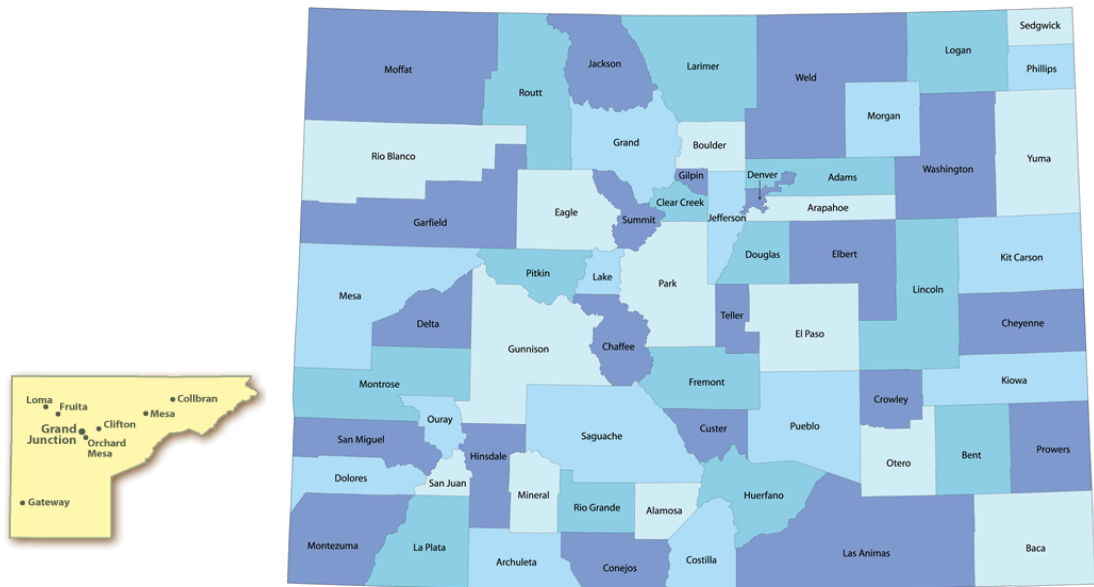 Loma
Fruita
Grand
Junction
Clifton
Orchard
Mesa
Mesa
Collbran
Gateway
Moffat
Routt
Jackson
Larimer
Weld
Logan
Sedgwick
Phillips
Morgan
Rio Blanco
Grand
Boulder
Washington
Yuma
Gilpin
Denver
Adams
Garfield
Eagle
Summit
Clear Creek
Jefferson
Arapahoe
Mesa
Pitkin
Lake
Park
Douglas
Elbert
Lincoln
Kit Carson
Delta
Gunnison
Chaffee
Teller
El Paso
Cheyenne
Montrose
Fremont
Crowley
Kiowa
Ouray
San Miguel
Hinsdale
Saguache
Custer
Pueblo
Otero
Bent
Prowers
Dolores
San Juan
Mineral
Rio Grande
Alamosa
Huerfano
Montezuma
La Plata
Archuleta
Conejos
Costilla
Las Animas
Baca